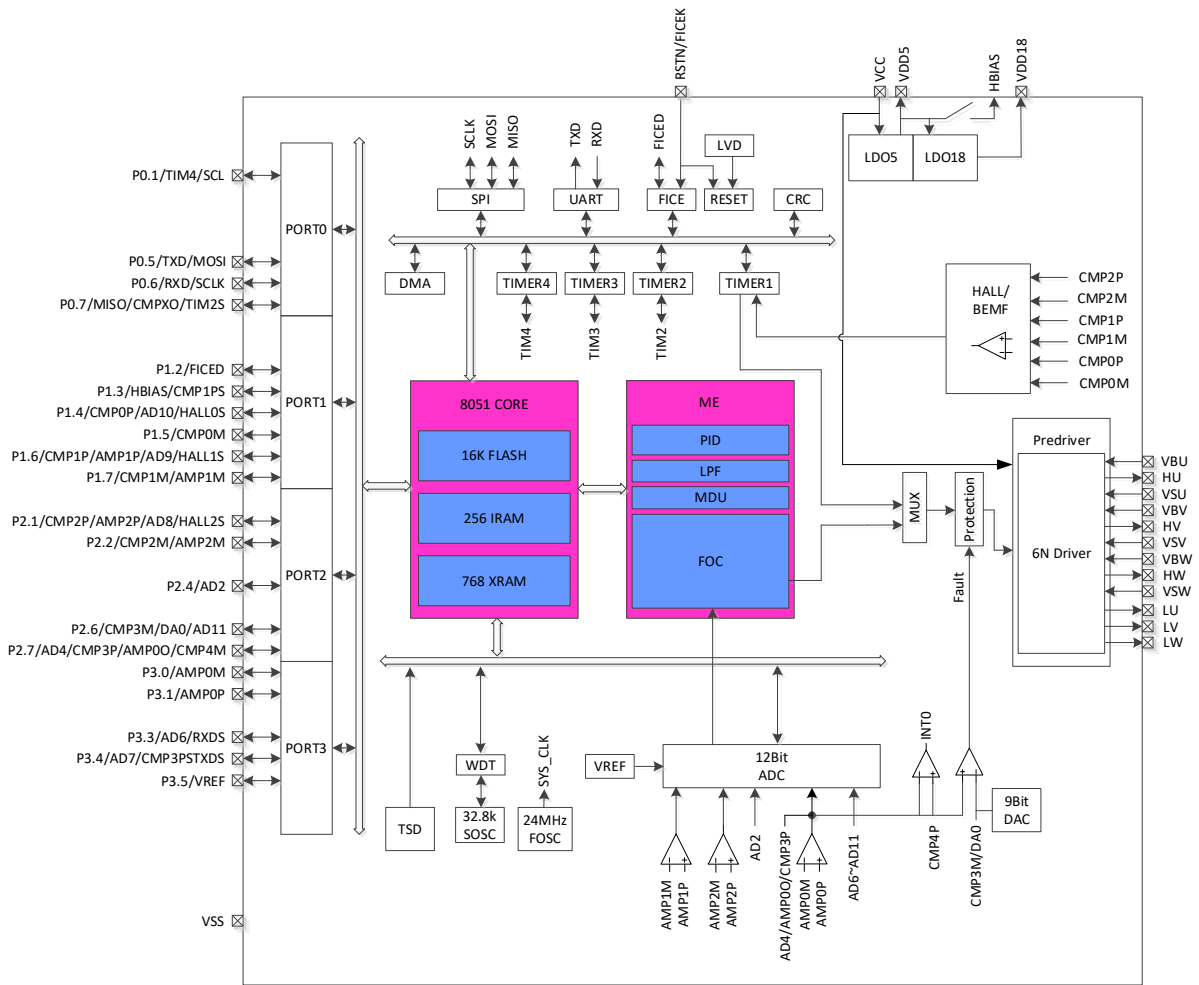 RSTN/FICEK
VCC
VDD5
HBIAS
VDD18
SCLK
MOSI
MISO
TXD
RXD
FICED
LVD
LDO5
LDO18
SPI
UART
FICE
RESET
CRC
DMA
TIMER4
TIMER3
TIMER2
TIMER1
TIM4
TIM3
TIM2
HALL/
BEMF
CMP2P
CMP2M
CMP1P
CMP1M
CMP0P
CMP0M
P0.1/TIM4/SCL
P0.5/TXD/MOSI
P0.6/RXD/SCLK
P0.7/MISO/CMPXO/TIM2S
P1.2/FICED
P1.3/HBIAS/CMP1PS
P1.4/CMP0P/AD10/HALL0S
P1.5/CMP0M
P1.6/CMP1P/AMP1P/AD9/HALL1S
P1.7/CMP1M/AMP1M
P2.1/CMP2P/AMP2P/AD8/HALL2S
P2.2/CMP2M/AMP2M
P2.4/AD2
P2.6/CMP3M/DA0/AD11
P2.7/AD4/CMP3P/AMP0O/CMP4M
P3.0/AMP0M
P3.1/AMP0P
P3.3/AD6/RXDS
P3.4/AD7/CMP3PSTXDS
P3.5/VREF
VSS
PORT0
PORT1
PORT2
PORT3
8051 CORE
16K FLASH
256 IRAM
768 XRAM
ME
PID
LPF
MDU
FOC
MUX
Protection
Fault
Predriver
6N Driver
VBU
HU
VSU
VBV
HV
VSV
VBW
HW
VSW
LU
LV
LW
TSD
WDT
32.8k
SOSC
SYS_CLK
24MHz
FOSC
VREF
12Bit
ADC
INT0
9Bit
DAC
AMP1M
AMP1P
AMP2M
AMP2P
AD2
AD4/AMP0O/CMP3P
AMP0M
AMP0P
AD6~AD11
CMP4P
CMP3M/DA0